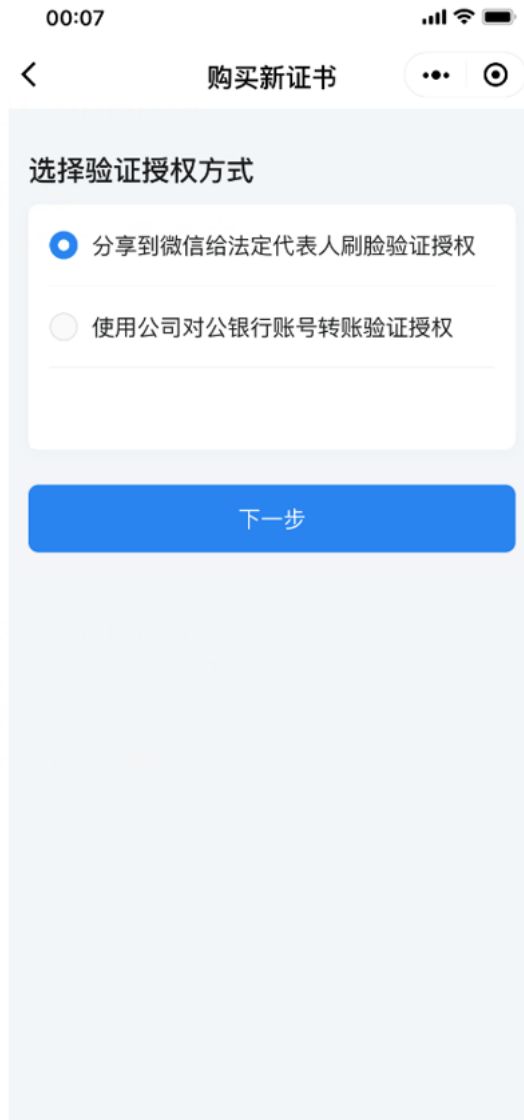 00:07
购买新证书
选择验证授权方式
分享到微信给法定代表人刷脸验证授权
使用公司对公银行账号转账验证授权
下一步